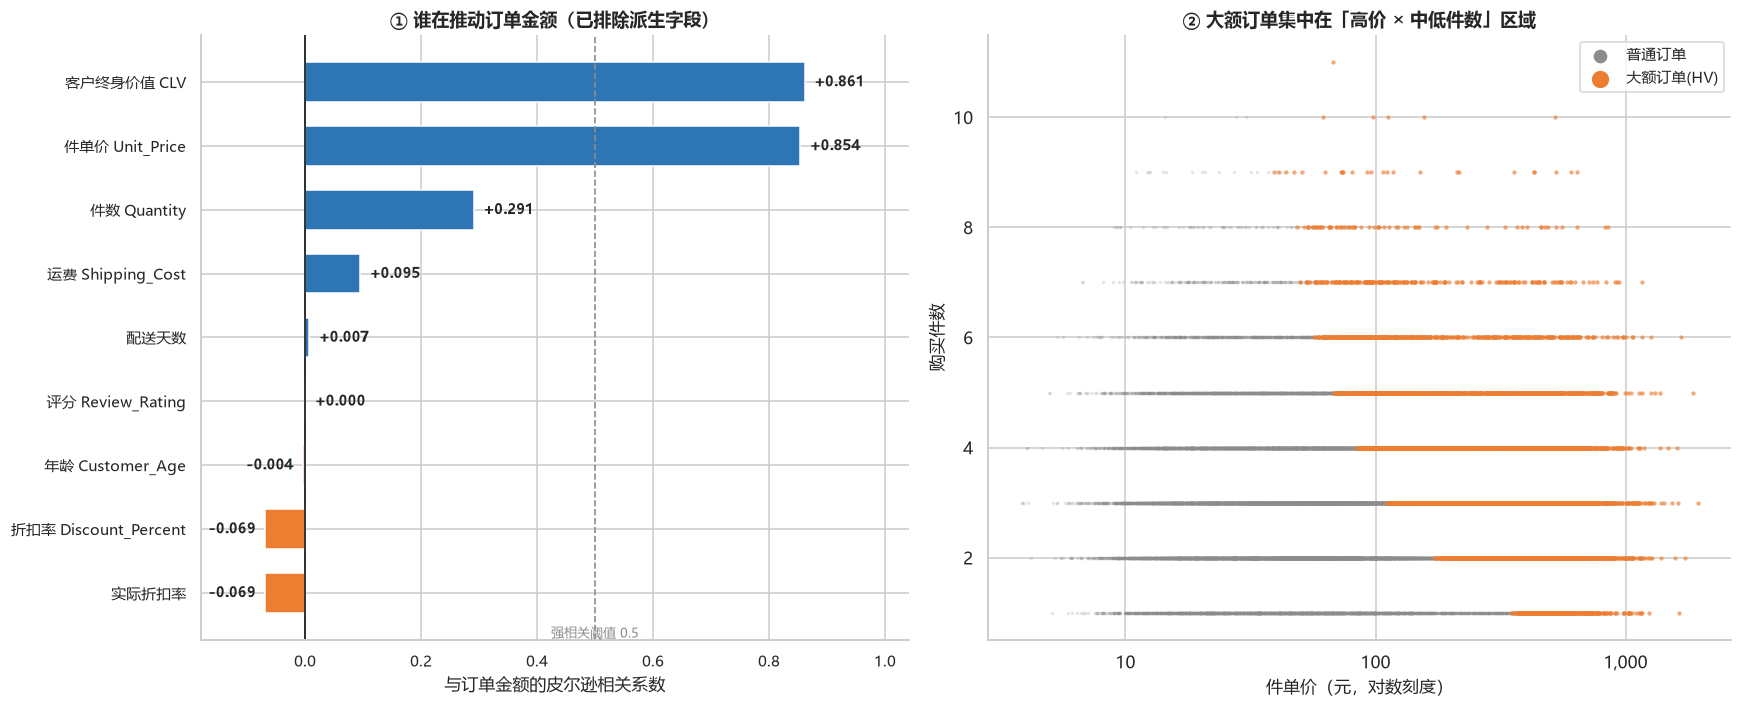 ① 谁在推动订单金额（已排除派生字段）
客户终身价值 CLV
+0.861
件单价 Unit_Price
+0.854
件数 Quantity
+0.291
运费 Shipping_Cost
+0.095
配送天数
+0.007
评分 Review_Rating
+0.000
年龄 Customer_Age
-0.004
折扣率 Discount_Percent
-0.069
实际折扣率
-0.069
强相关阈值 0.5
0.0 0.2 0.4 0.6 0.8 1.0
与订单金额的皮尔逊相关系数
② 大额订单集中在「高价 × 中低件数」区域
普通订单
大额订单(HV)
10
8
6
4
2
购买件数
10 100 1,000
件单价（元，对数刻度）